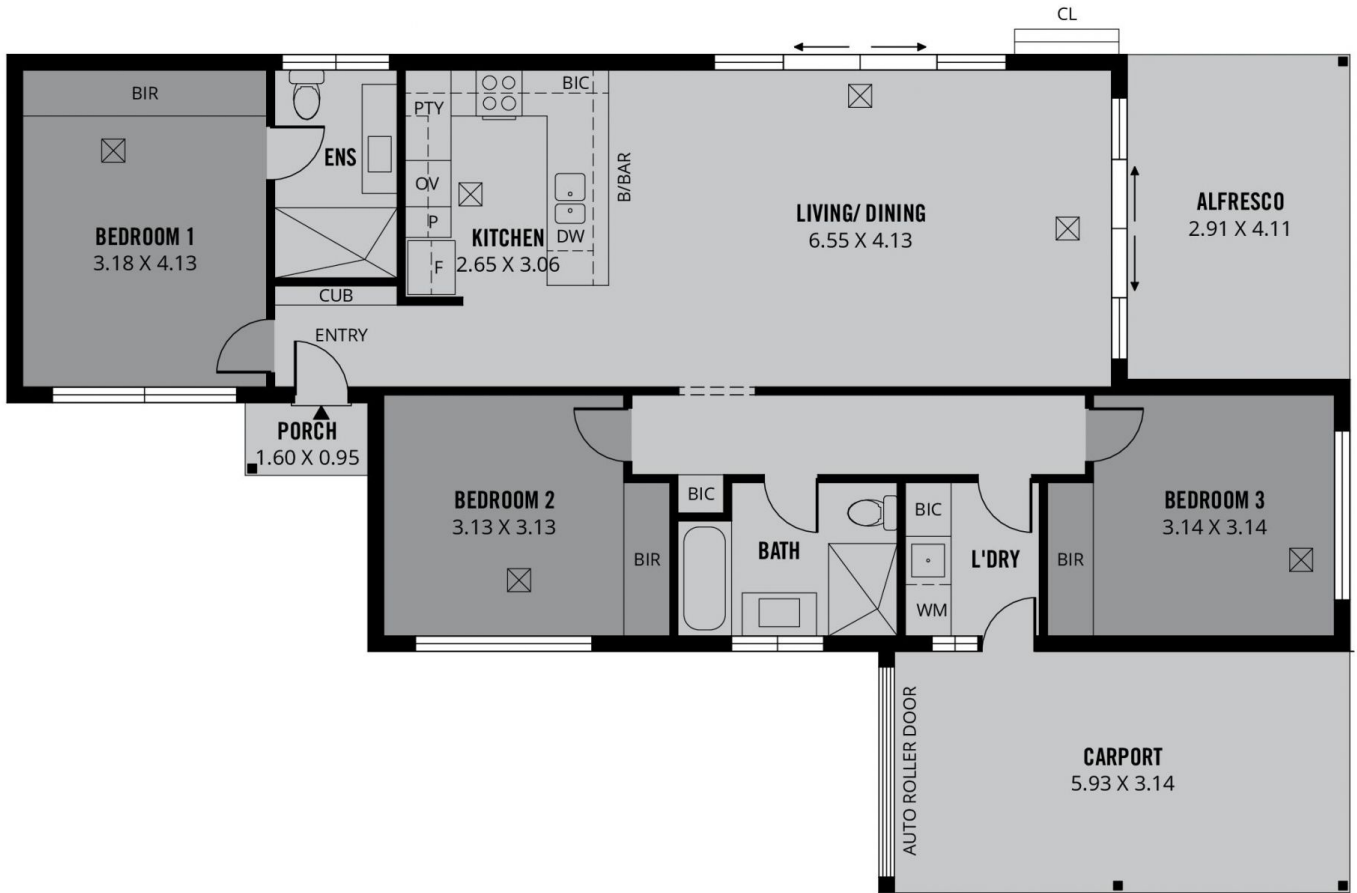 CL
BIR
BEDROOM 1
3.18 X 4.13
ENS
PTY
BIC
OV
P
F
KITCHEN
2.65 X 3.06
DW
B/BAR
LIVING/ DINING
6.55 X 4.13
ALFRESCO
2.91 X 4.11
CUB
ENTRY
PORCH
1.60 X 0.95
BEDROOM 2
3.13 X 3.13
BIR
BIC
BATH
BIC
WM
L'DRY
BIR
BEDROOM 3
3.14 X 3.14
AUTO ROLLER DOOR
CARPORT
5.93 X 3.14